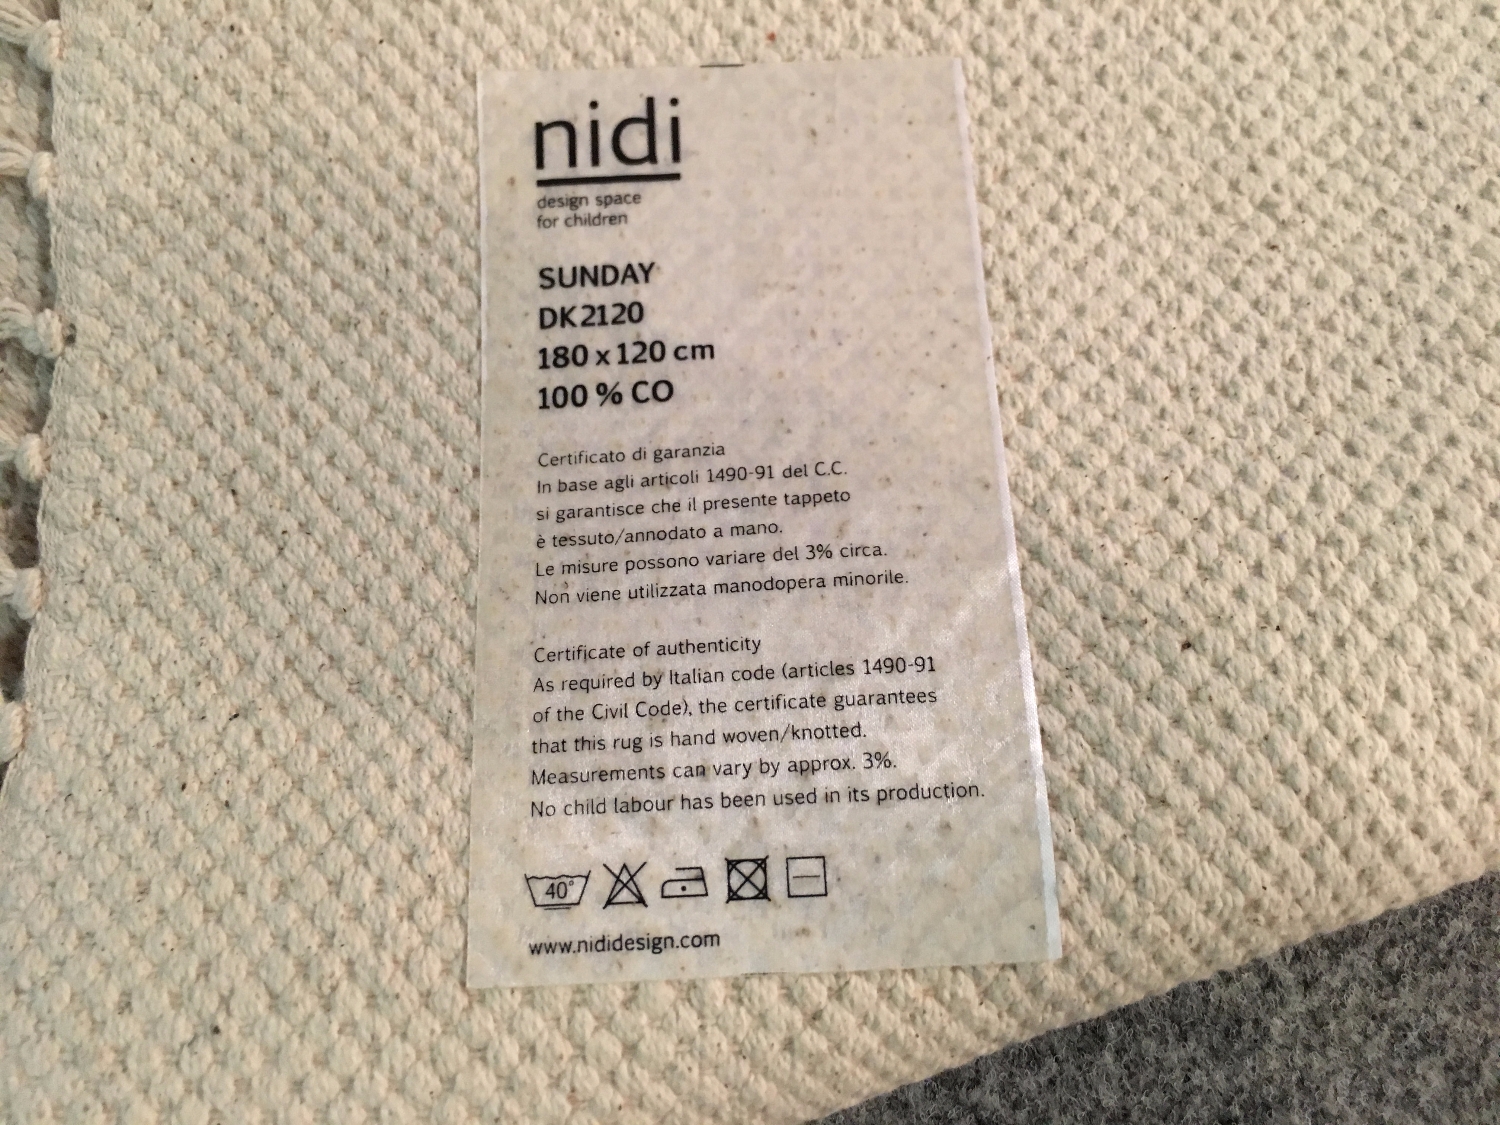 nidi
design space
for children
SUNDAY
DK2120
180 x 120 cm
100 % CO
Certificato di garanzia
In base agli articoli 1490-91 del C.C.
si garantisce che il presente tappeto
è tessuto/annodato a mano.
Le misure possono variare del 3% circa.
Non viene utilizzata manodopera minorile.
Certificate of authenticity
As required by Italian code (articles 1490-91
of the Civil Code), the certificate guarantees
that this rug is hand woven/knotted.
Measurements can vary by approx. 3%.
No child labour has been used in its production.
40°
www.nididesign.com